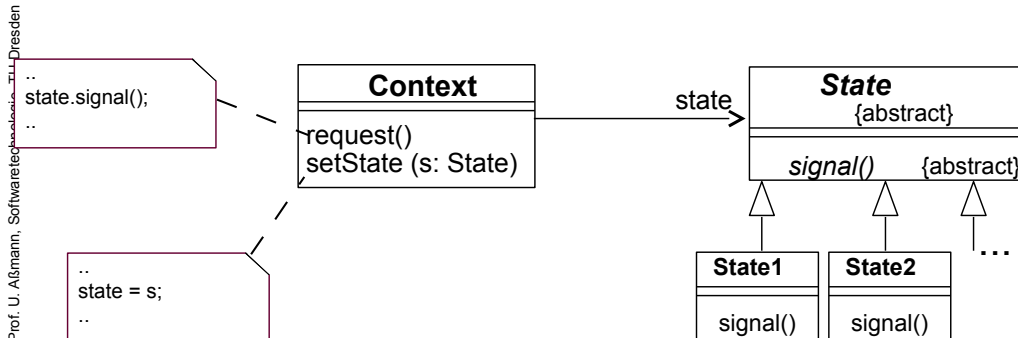 Prof. U. Aßmann, Softwaretechnologie, TU Dresden
..
state.signal();
..
Context
request()
setState (s: State)
state
State
{abstract}
signal() {abstract}
..
state = s;
..
State1
signal()
State2
signal()
...